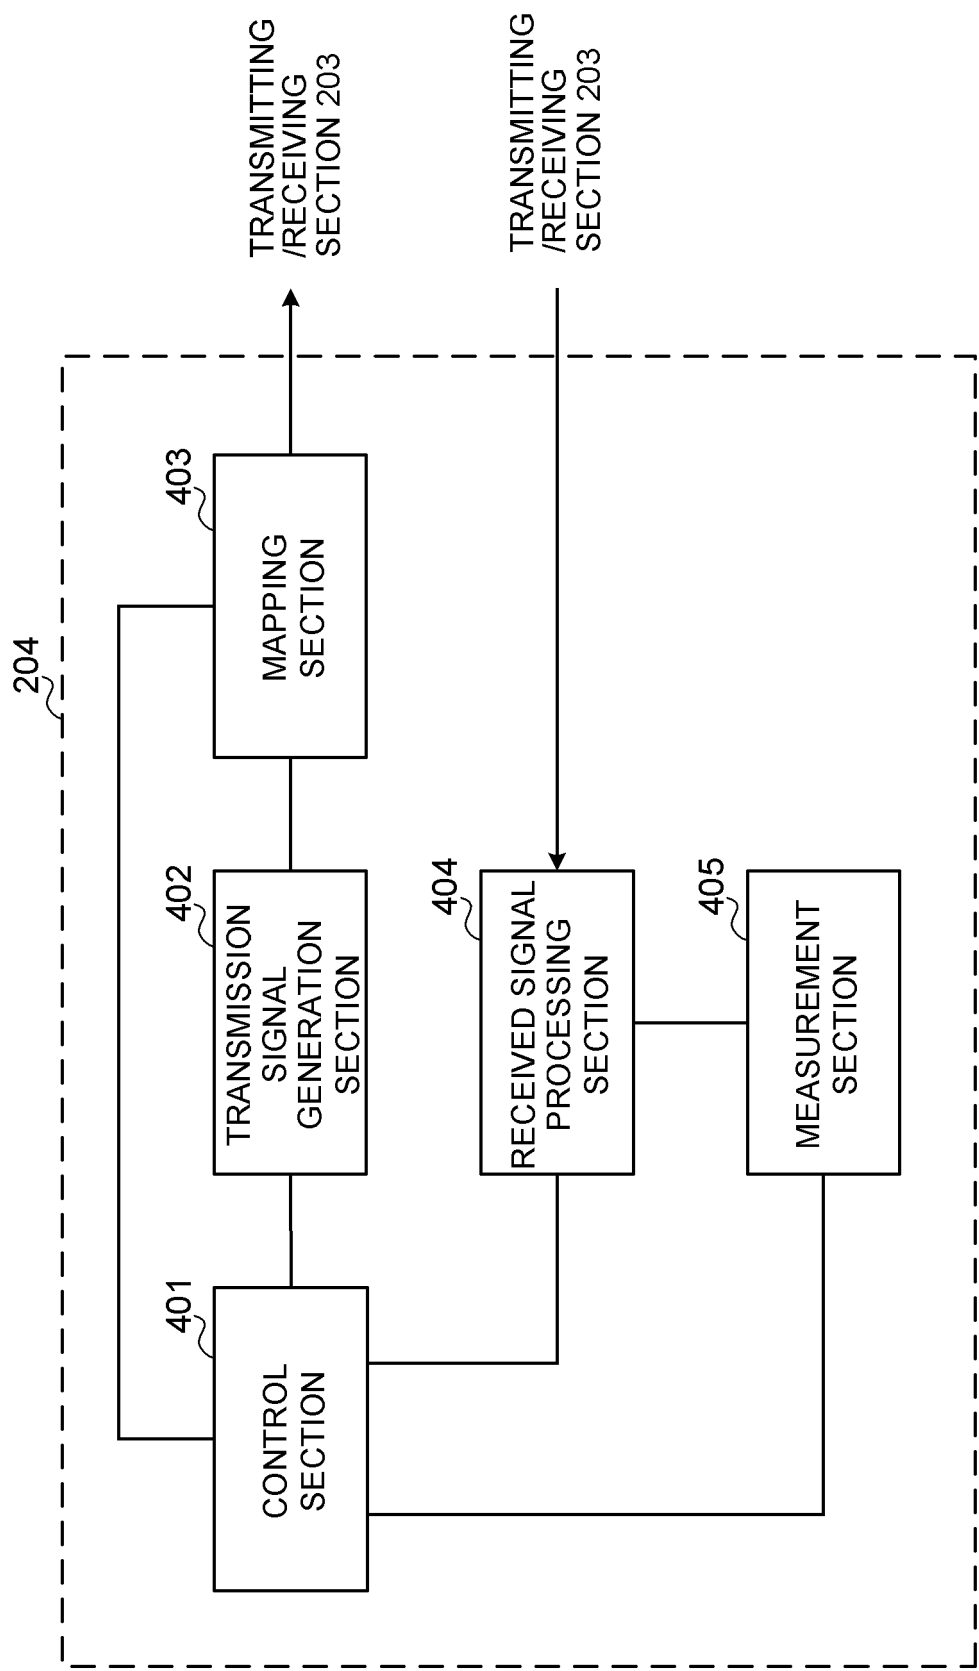 204
401
CONTROL
SECTION
402
TRANSMISSION
SIGNAL
GENERATION
SECTION
403
MAPPING
SECTION
TRANSMITTING
/RECEIVING
SECTION 203
404
RECEIVED SIGNAL
PROCESSING
SECTION
TRANSMITTING
/RECEIVING
SECTION 203
405
MEASUREMENT
SECTION